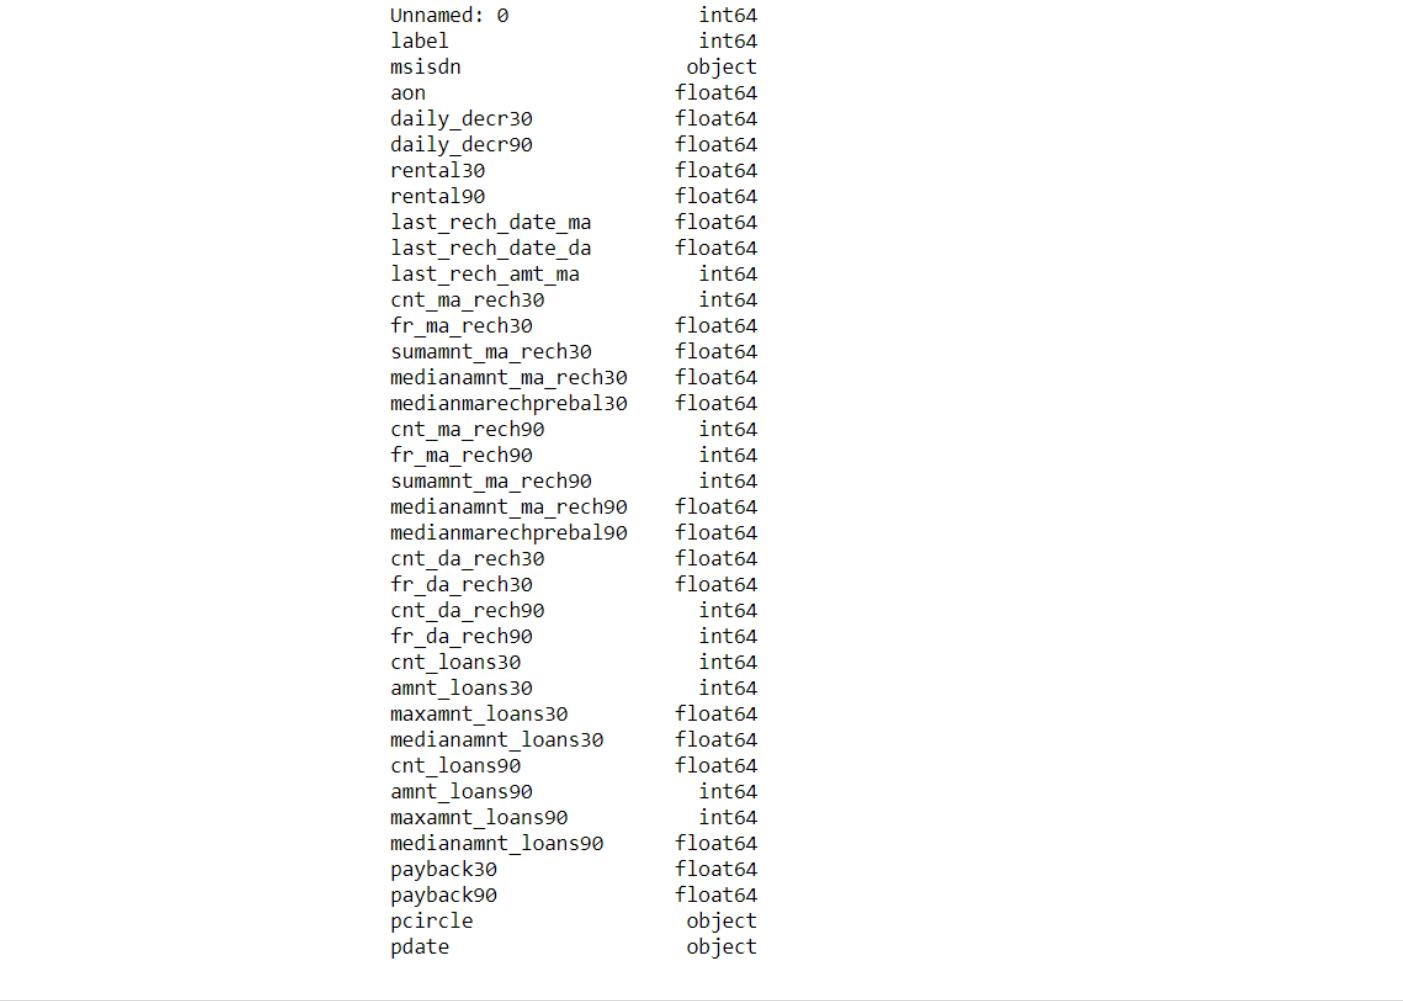 Unnamed: 0 int64
label int64
msisdn object
aon float64
daily_decr30 float64
daily_decr90 float64
rental30 float64
rental90 float64
last_rech_date_ma float64
last_rech_date_da float64
last_rech_amt_ma int64
cnt_ma_rech30 int64
fr_ma_rech30 float64
sumamnt_ma_rech30 float64
medianamnt_ma_rech30 float64
medianmarechprebal30 float64
cnt_ma_rech90 int64
fr_ma_rech90 int64
sumamnt_ma_rech90 int64
medianamnt_ma_rech90 float64
medianmarechprebal90 float64
cnt_da_rech30 float64
fr_da_rech30 float64
cnt_da_rech90 int64
fr_da_rech90 int64
cnt_loans30 int64
amnt_loans30 int64
maxamnt_loans30 float64
medianamnt_loans30 float64
cnt_loans90 float64
amnt_loans90 int64
maxamnt_loans90 int64
medianamnt_loans90 float64
payback30 float64
payback90 float64
pcircle object
pdate object